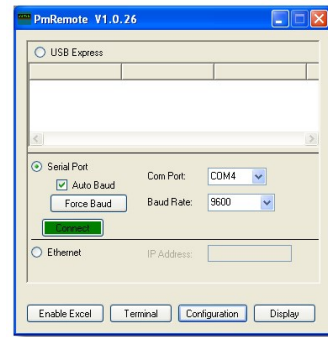 PmRemote V1.0.26
USB Express
Serial Port
Auto Baud
Com Port: COM4
Force Baud
Baud Rate: 9600
Connect
Ethernet
IP Address:
Enable Excel Terminal Configuration Display